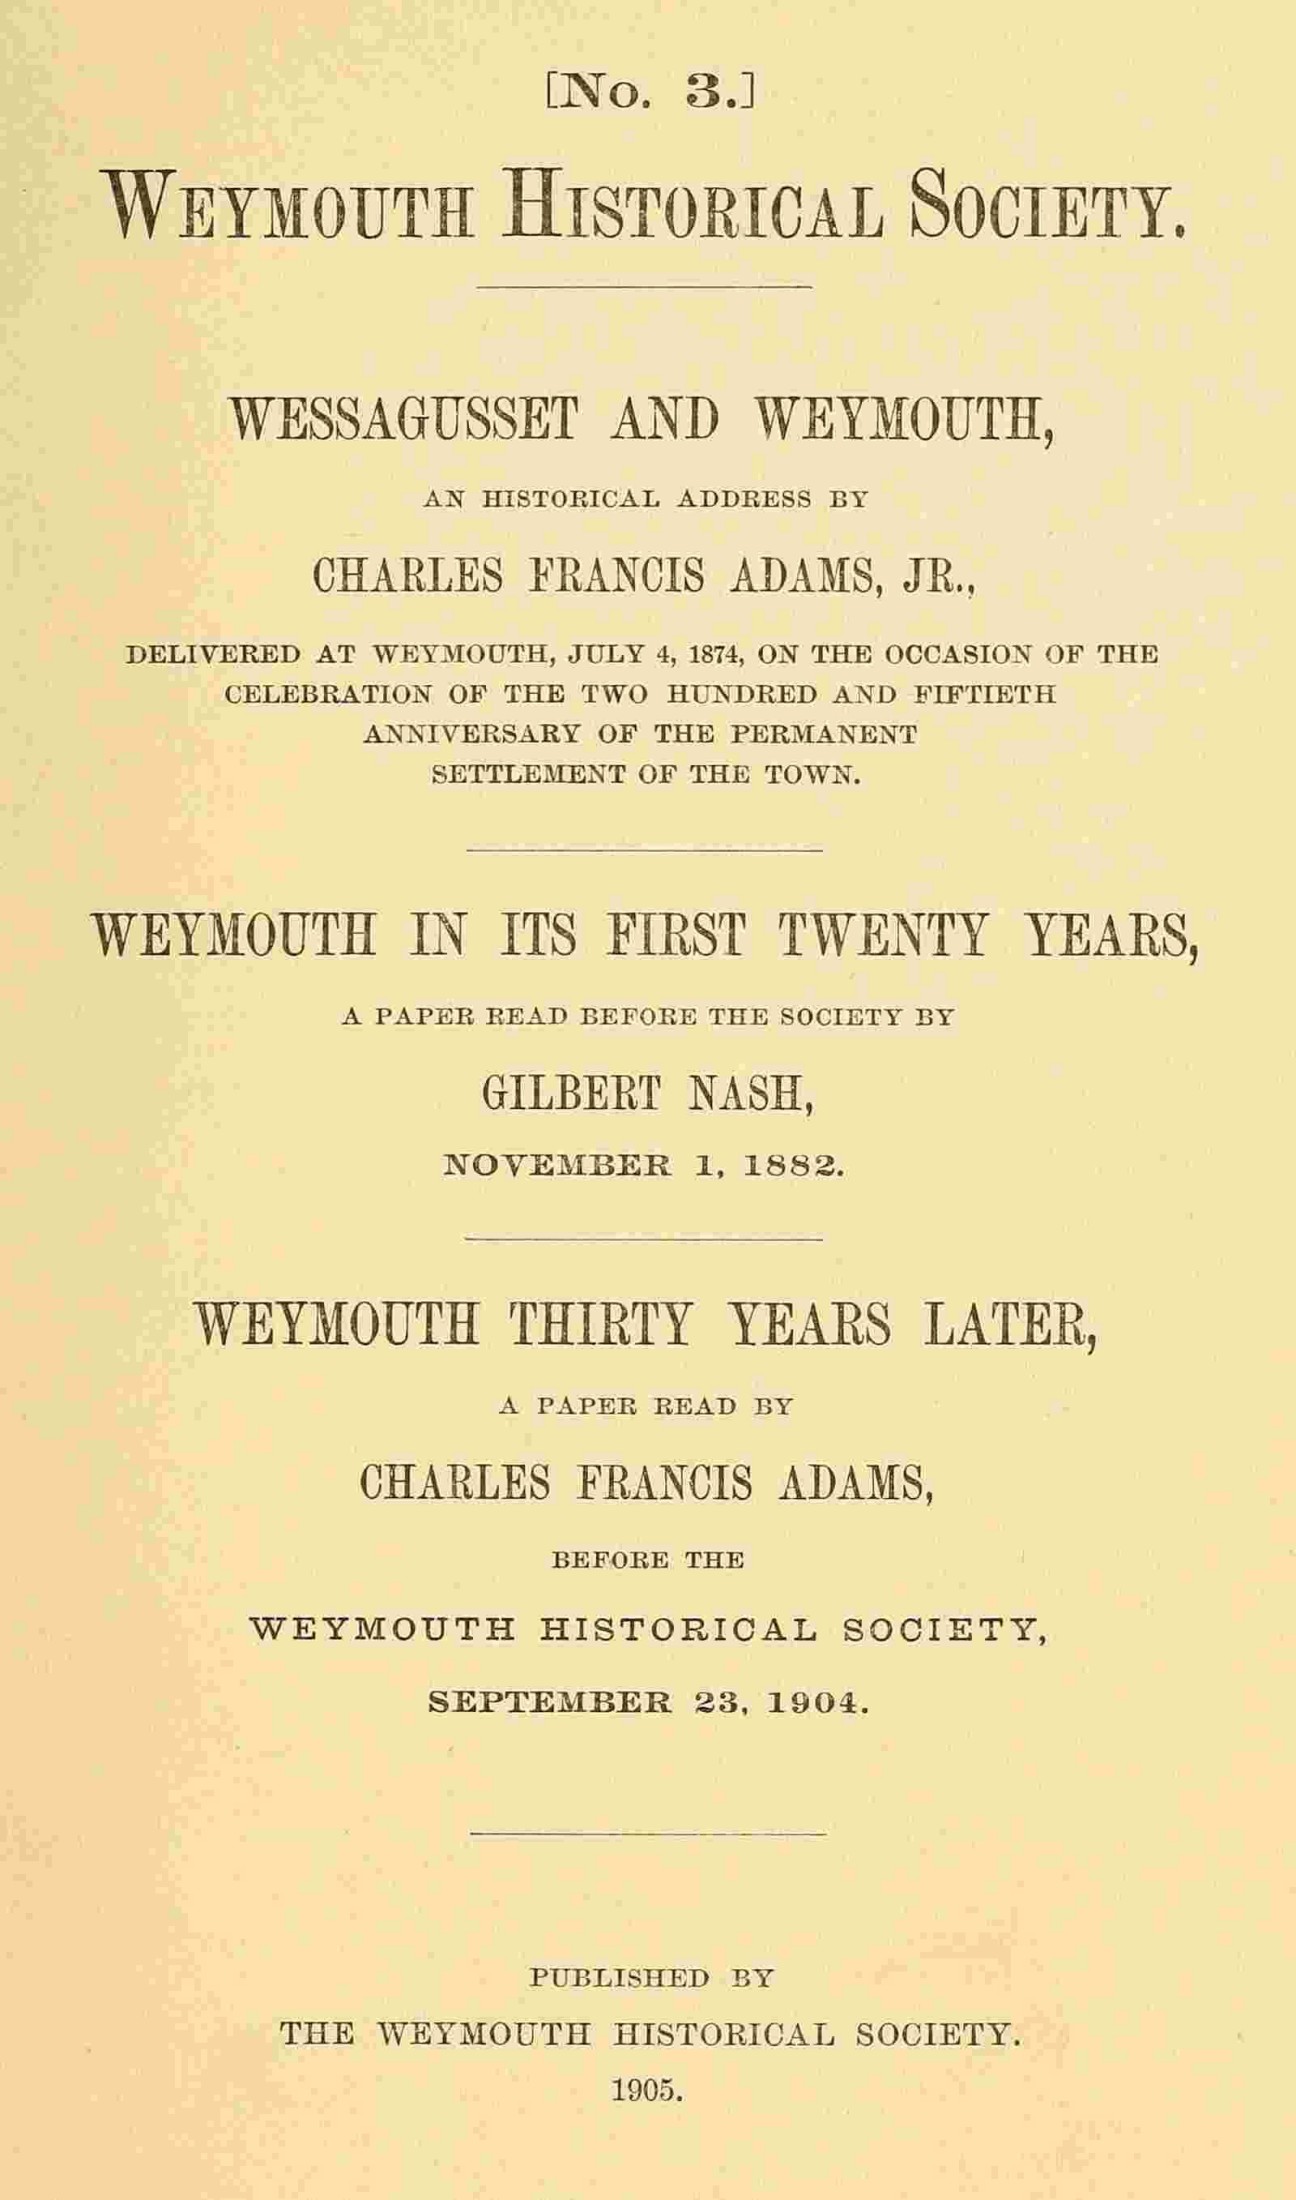 [No. 3.]
Weymouth Historical Society.
WESSAGUSSET AND WEYMOUTH,
AN HISTORICAL ADDRESS BY
CHARLES FRANCIS ADAMS, JR.,
DELIVERED AT WEYMOUTH, JULY 4, 1874, ON THE OCCASION OF THE
CELEBRATION OF THE TWO HUNDRED AND FIFTIETH
ANNIVERSARY OF THE PERMANENT
SETTLEMENT OF THE TOWN.
WEYMOUTH IN ITS FIRST TWENTY YEARS,
A PAPER READ BEFORE THE SOCIETY BY
GILBERT NASH,
NOVEMBER 1, 1882.
WEYMOUTH THIRTY YEARS LATER,
A PAPER READ BY
CHARLES FRANCIS ADAMS,
BEFORE THE
WEYMOUTH HISTORICAL SOCIETY,
SEPTEMBER 23, 1904.
PUBLISHED BY
THE WEYMOUTH HISTORICAL SOCIETY.
1905.